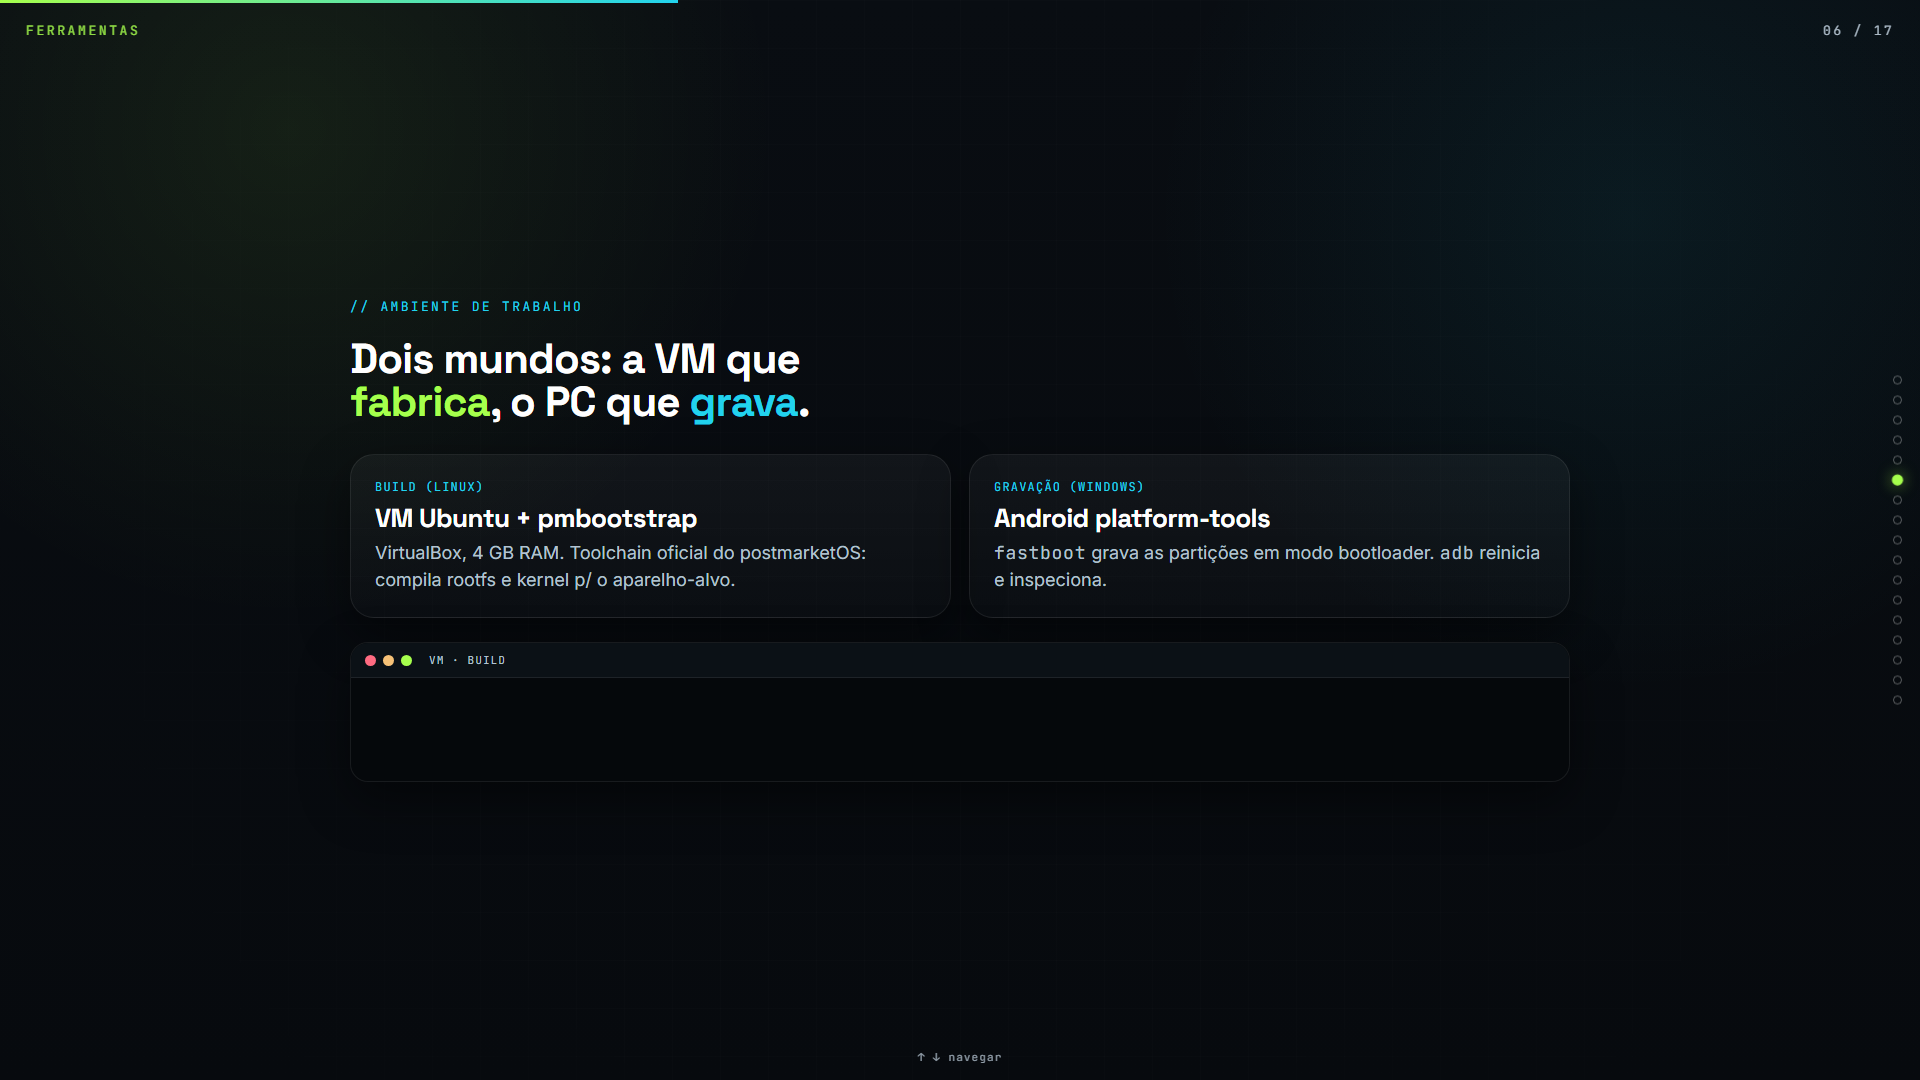 FERRAMENTAS
06 / 17
// AMBIENTE DE TRABALHO
Dois mundos: a VM que
fabrica, o PC que grava.
BUILD (LINUX)
VM Ubuntu + pmbootstrap
VirtualBox, 4 GB RAM. Toolchain oficial do postmarketOS:
compila rootfs e kernel p/ o aparelho-alvo.
GRAVAÇÃO (WINDOWS)
Android platform-tools
fastboot grava as partições em modo bootloader. adb reinicia
e inspeciona.
VM · BUILD
↑ ↓ navegar